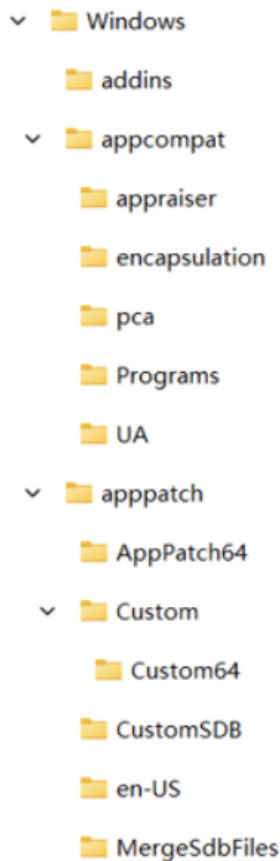 Windows
addins
appcompat
appraiser
encapsulation
pca
Programs
UA
apppatch
AppPatch64
Custom
Custom64
CustomSDB
en-US
MergeSdbFiles